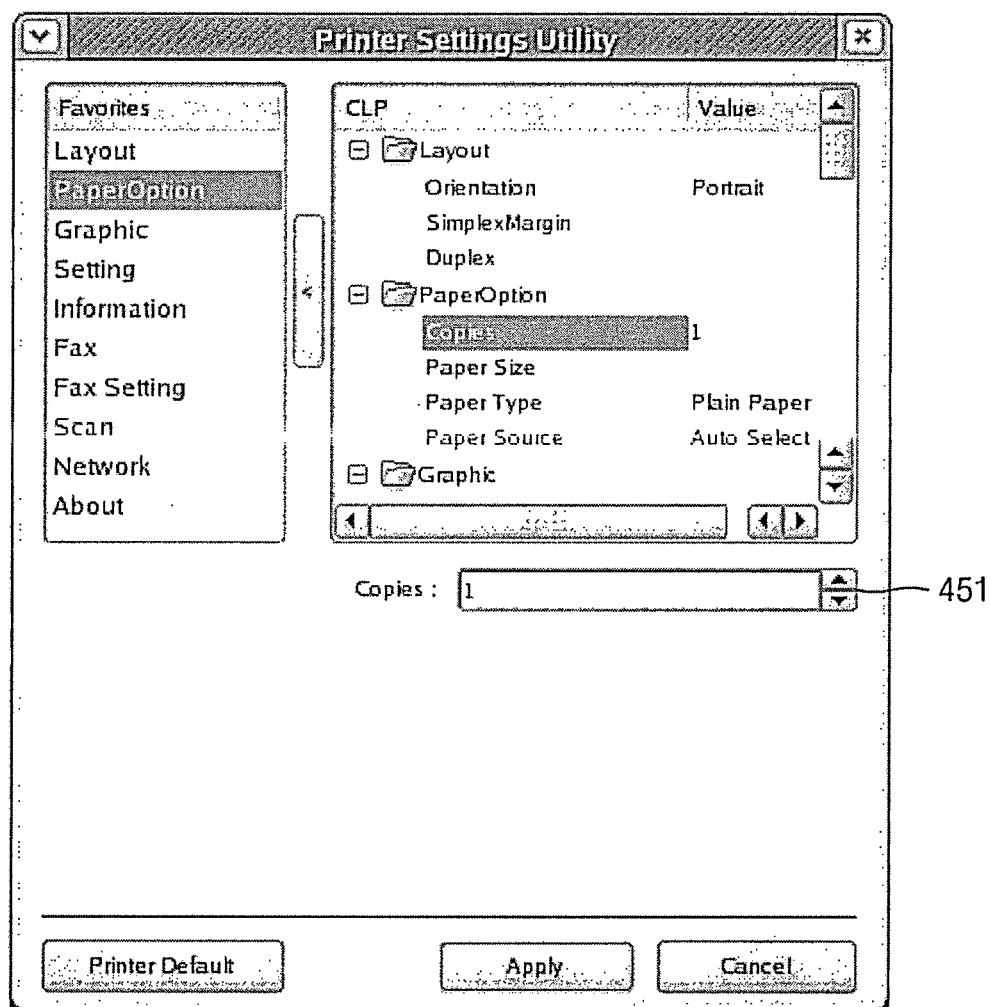 Printer Settings Utility
Favorites
Layout
PaperOption
Graphic
Setting
Information
Fax
Fax Setting
Scan
Network
About
<
CLP Value
Layout
Orientation Portrait
SimplexMargin
Duplex
PaperOption
Copies 1
Paper Size
Paper Type Plain Paper
Paper Source Auto Select
Graphic
Copies : 1
451
Printer Default Apply Cancel